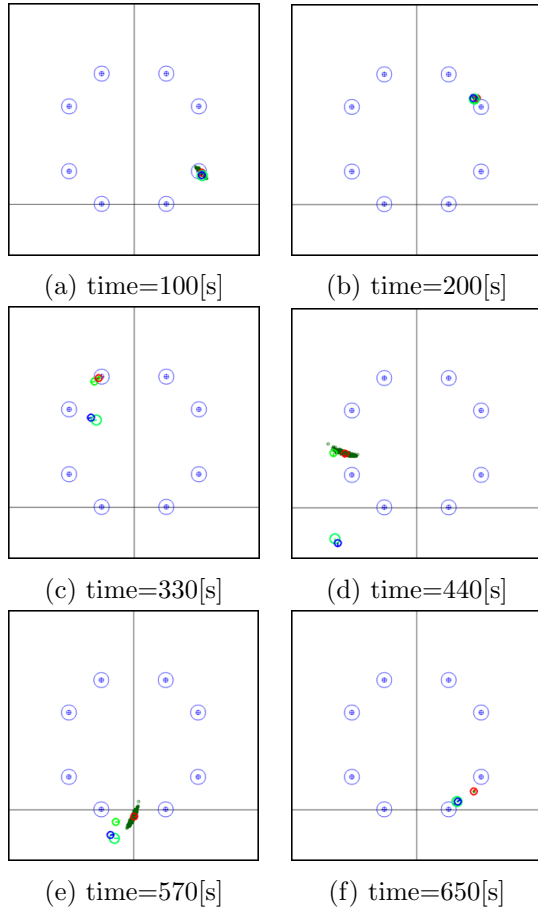 (a) time=100[s]
(b) time=200[s]
(c) time=330[s]
(d) time=440[s]
(e) time=570[s]
(f) time=650[s]